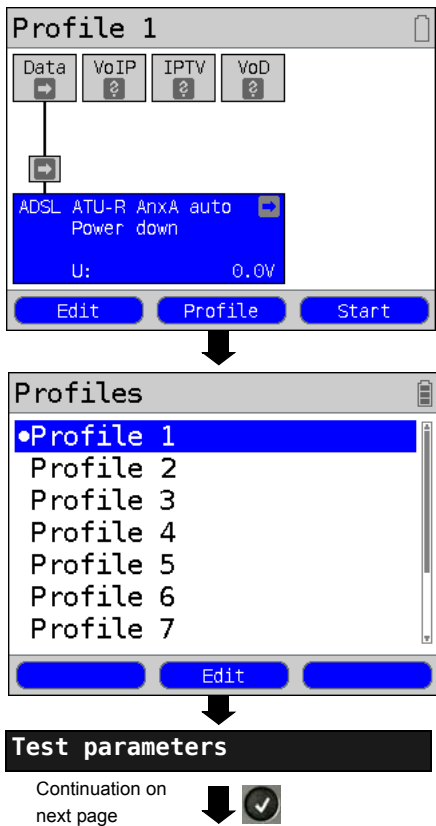 Profile 1
Data VoIP IPTV VoD
? ? ?
ADSL ATU-R AnxA auto
Power down
U: 0.0V
Edit Profile Start
Profiles
•Profile 1
Profile 2
Profile 3
Profile 4
Profile 5
Profile 6
Profile 7
Edit
Test parameters
Continuation on
next page